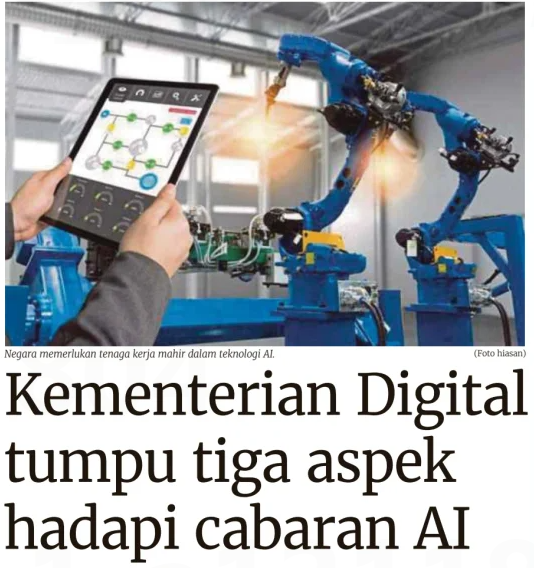 Negara memerlukan tenaga kerja mahir dalam teknologi AI.
(Foto hiasan)
Kementerian Digital
tumpu tiga aspek
hadapi cabaran AI